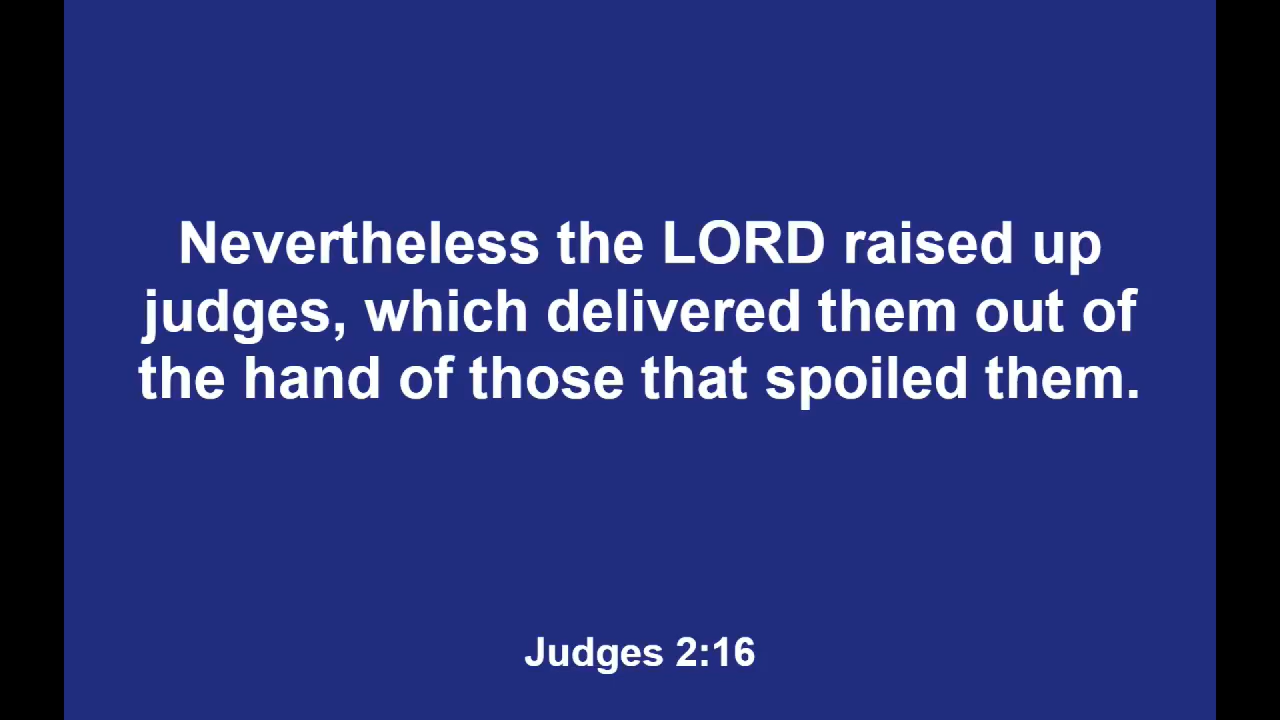 Nevertheless the LORD raised up
judges, which delivered them out of
the hand of those that spoiled them.
Judges 2:16